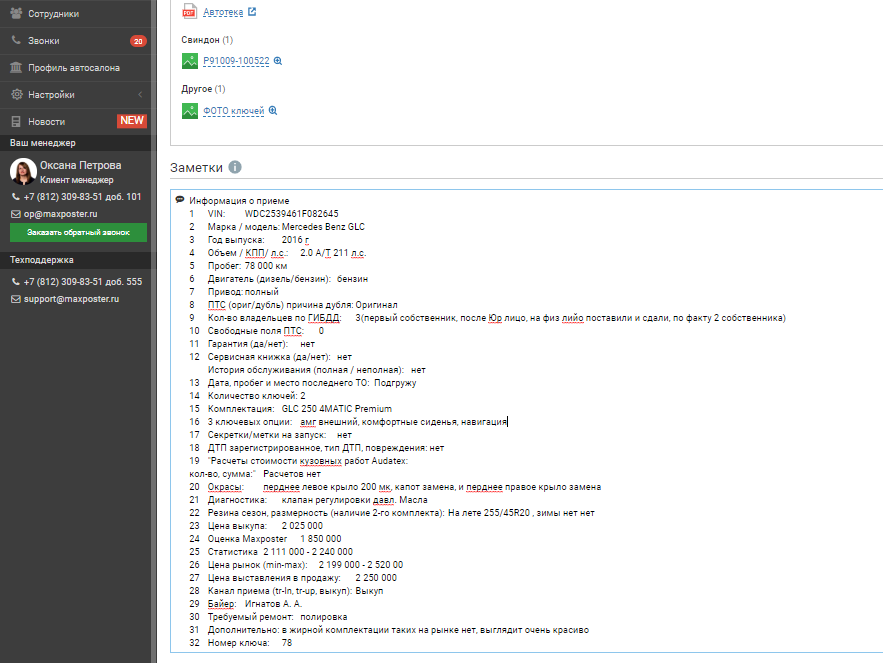 Сотрудники
Звонки 20
Профиль автосалона
Настройки
Новости NEW
Ваш менеджер
Оксана Петрова
Клиент менеджер
+7 (812) 309-83-51 доб. 101
op@maxposter.ru
Заказать обратный звонок
Техподдержка
+7 (812) 309-83-51 доб. 555
support@maxposter.ru
PDF Автотека
Свиндон (1)
P91009-100522
Другое (1)
ФОТО ключей
Заметки i
Информация о приеме
1 VIN: WDC2539461F082645
2 Марка / модель: Mercedes Benz GLC
3 Год выпуска: 2016 г
4 Объем / КПП/ л.с.: 2.0 А/Т 211 л.с.
5 Пробег: 78 000 км
6 Двигатель (дизель/бензин): бензин
7 Привод: полный
8 ПТС (ориг/дубль) причина дубля: Оригинал
9 Кол-во владельцев по ГИБДД: 3(первый собственник, после Юр лицо, на физ лийо поставили и сдали, по факту 2 собственника)
10 Свободные поля ПТС: 0
11 Гарантия (да/нет): нет
12 Сервисная книжка (да/нет): нет
История обслуживания (полная / неполная): нет
13 Дата, пробег и место последнего ТО: Подгружу
14 Количество ключей: 2
15 Комплектация: GLC 250 4MATIC Premium
16 3 ключевых опции: амг внешний, комфортные сиденья, навигация
17 Секретки/метки на запуск: нет
18 ДТП зарегистрированное, тип ДТП, повреждения: нет
19 "Расчеты стоимости кузовных работ Audatex:
кол-во, сумма:" Расчетов нет
20 Окрасы: перднее левое крыло 200 мк, капот замена, и перднее правое крыло замена
21 Диагностика: клапан регулировки давл. Масла
22 Резина сезон, размерность (наличие 2-го комплекта): На лете 255/45R20 , зимы нет нет
23 Цена выкупа: 2 025 000
24 Оценка Maxposter 1 850 000
25 Статистика 2 111 000 - 2 240 000
26 Цена рынок (min-max): 2 199 000 - 2 520 00
27 Цена выставления в продажу: 2 250 000
28 Канал приема (tr-In, tr-up, выкуп): Выкуп
29 Байер: Игнатов А. А.
30 Требуемый ремонт: полировка
31 Дополнительно: в жирной комплектации таких на рынке нет, выглядит очень красиво
32 Номер ключа: 78